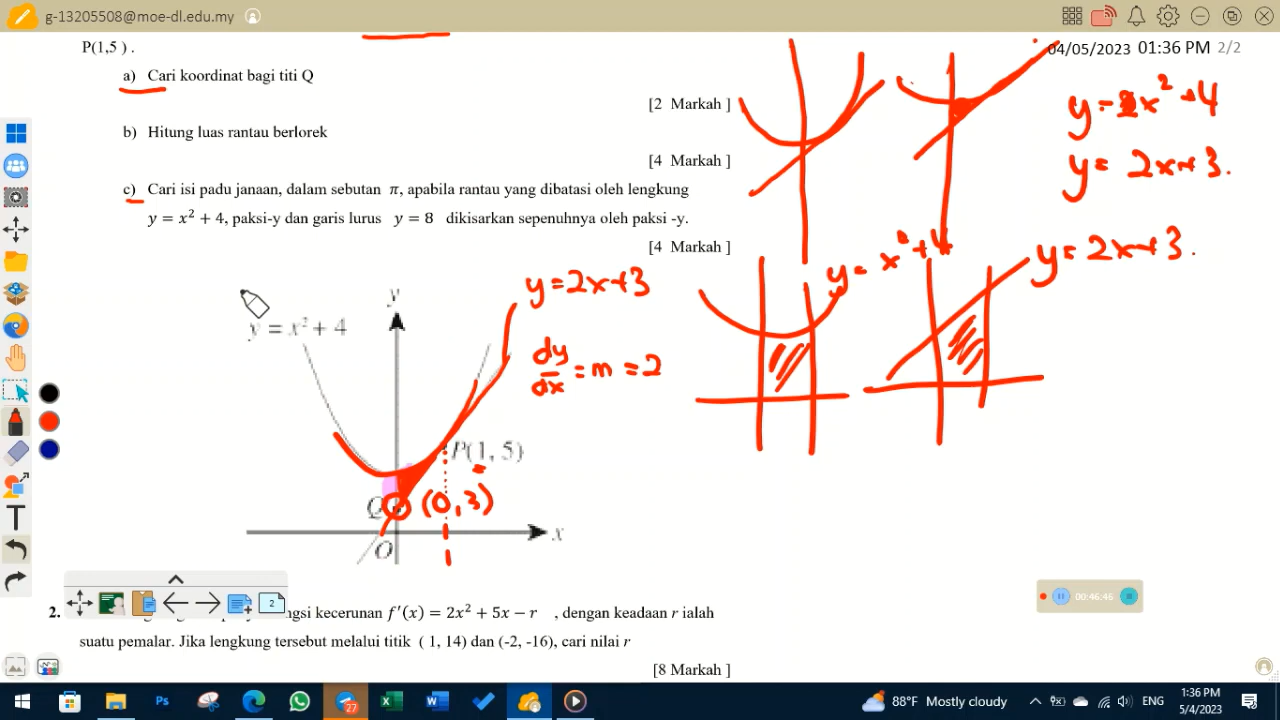 g-13205508@moe-dl.edu.my
04/05/2023 01:36 PM 2/2
P(1,5 ) .
a) Cari koordinat bagi titi Q
[2 Markah ]
b) Hitung luas rantau berlorek
[4 Markah ]
c) Cari isi padu janaan, dalam sebutan π, apabila rantau yang dibatasi oleh lengkung
y = x² + 4, paksi-y dan garis lurus y = 8 dikisarkan sepenuhnya oleh paksi -y.
[4 Markah ]
y = x² + 4
y = 2x+3.
y = x² + 4
y = 2x+3.
y = 2x+3
y
y = x² + 4
dy/dx = m = 2
P(1, 5)
Q (0,3)
x
O
1
2
2. kecerunan f′(x) = 2x² + 5x − r , dengan keadaan r ialah
suatu pemalar. Jika lengkung tersebut melalui titik ( 1, 14) dan (-2, -16), cari nilai r
[8 Markah ]
00:46:46
T
Ps
27
88°F Mostly cloudy
ENG
1:36 PM
5/4/2023